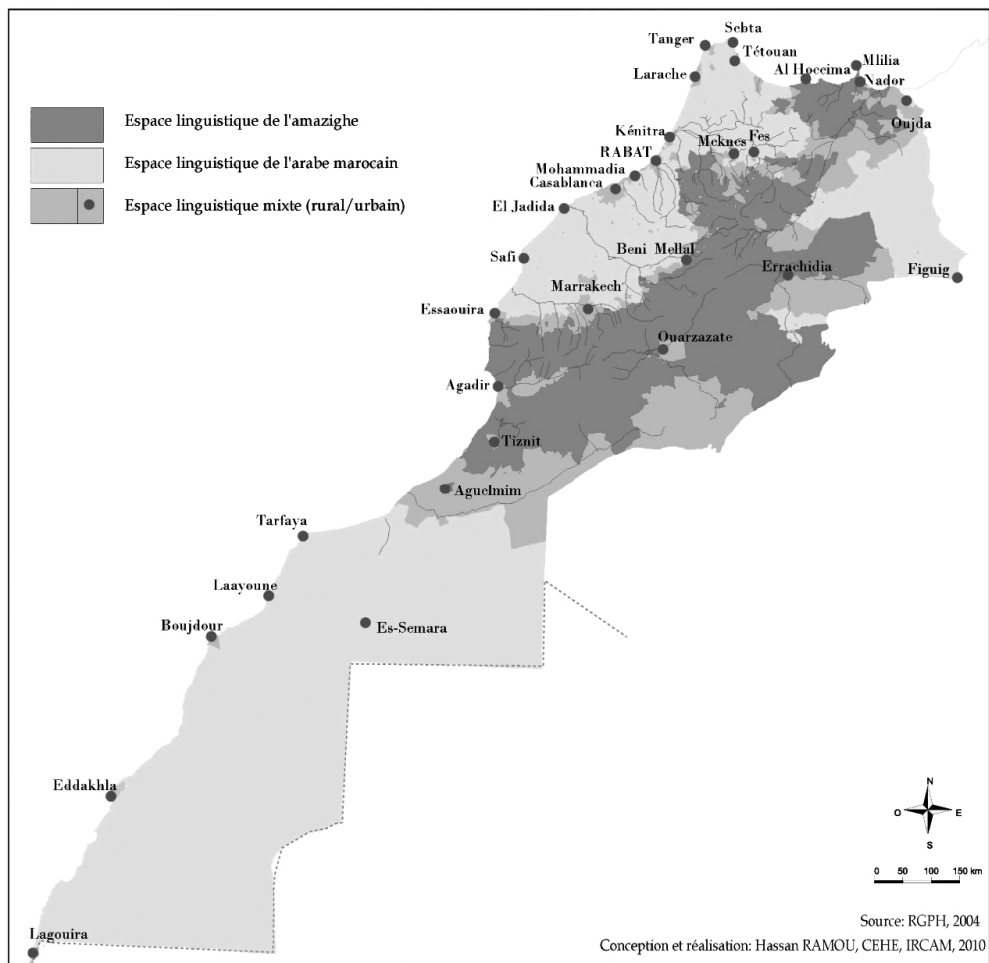 Sebta
Tanger
Tétouan
Mlilia
Al Hoceima
Larache
Nador
Oujda
Espace linguistique de l'amazighe
Kénitra
Meknes Fes
RABAT
Espace linguistique de l'arabe marocain
Mohammadia
Casablanca
Espace linguistique mixte (rural/urbain)
El Jadida
Beni Mellal
Safi
Errachidia
Figuig
Marrakech
Essaouira
Ouarzazate
Agadir
Tiznit
Aguelmim
Tarfaya
Laayoune
Boujdour
Es-Semara
Eddakhla
N
O E
S
0 50 100 150 km
Source: RGPH, 2004
Lagouira
Conception et réalisation: Hassan RAMOU, CEHE, IRCAM, 2010